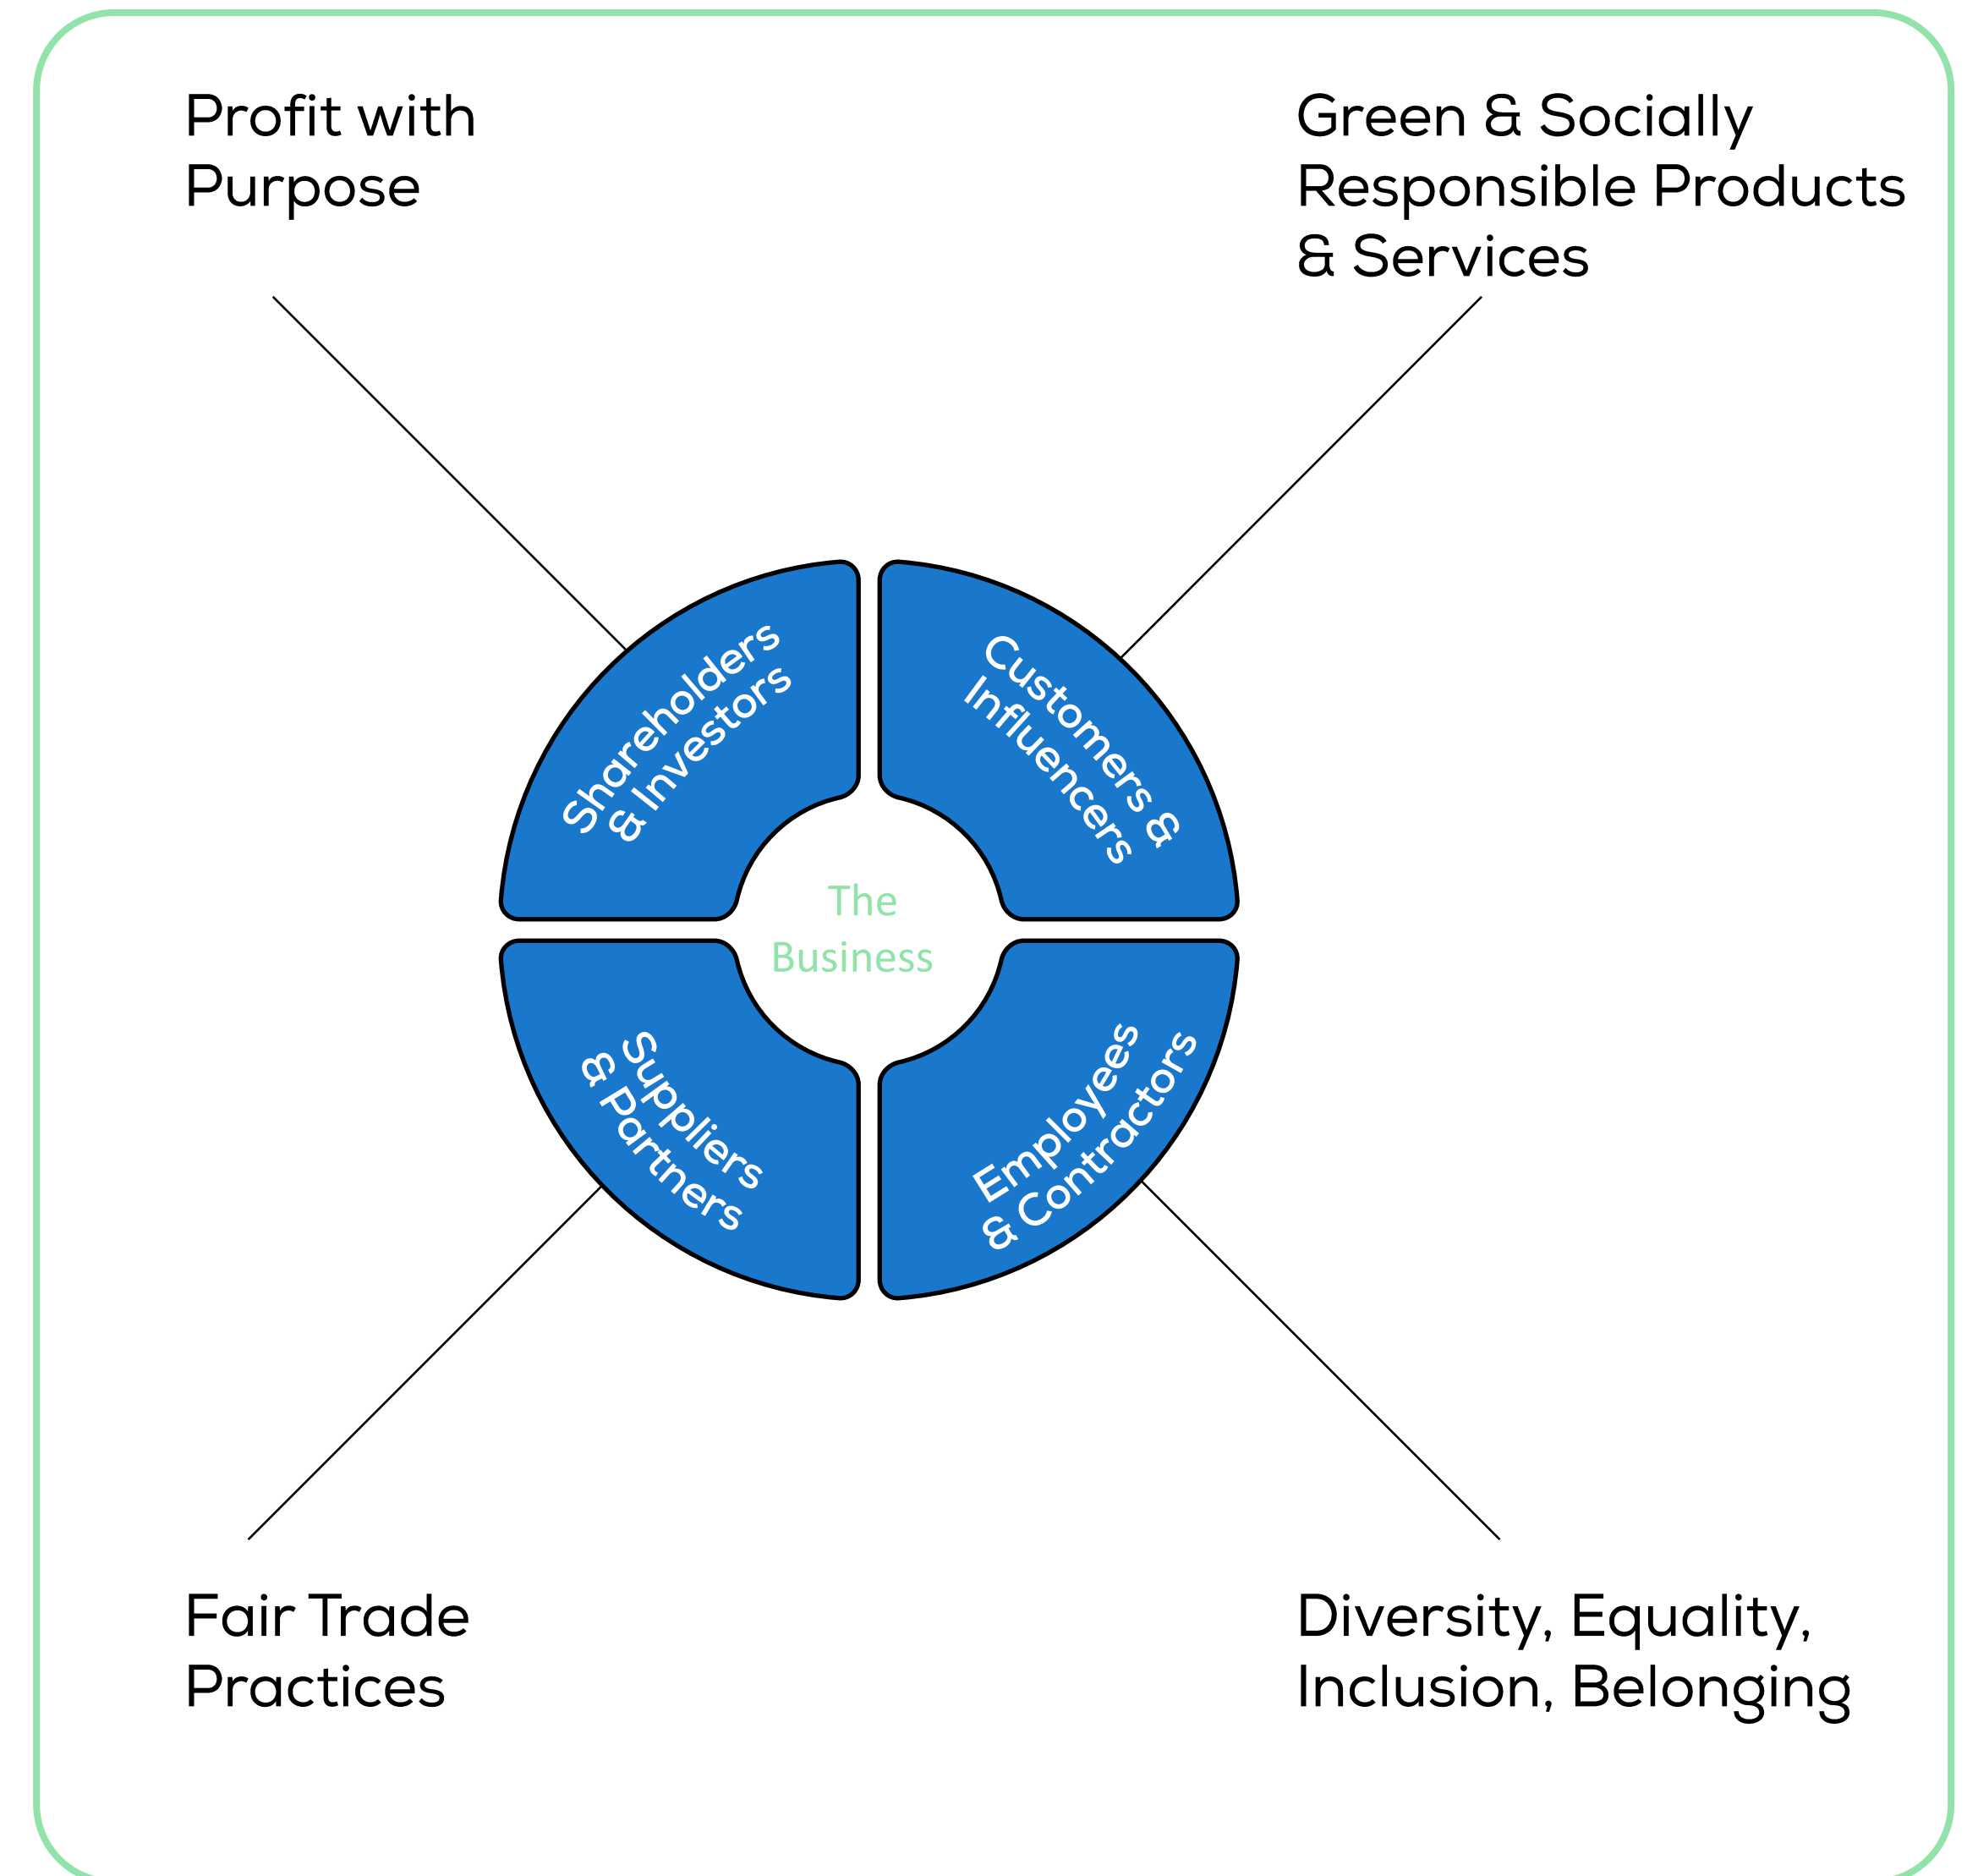 Profit with
Purpose
Green & Socially
Responsible Products
& Services
Shareholders
& Investors
Customers &
Influencers
The
Business
Suppliers
& Partners
Employees
& Contractors
Fair Trade
Practices
Diversity, Equality,
Inclusion, Belonging